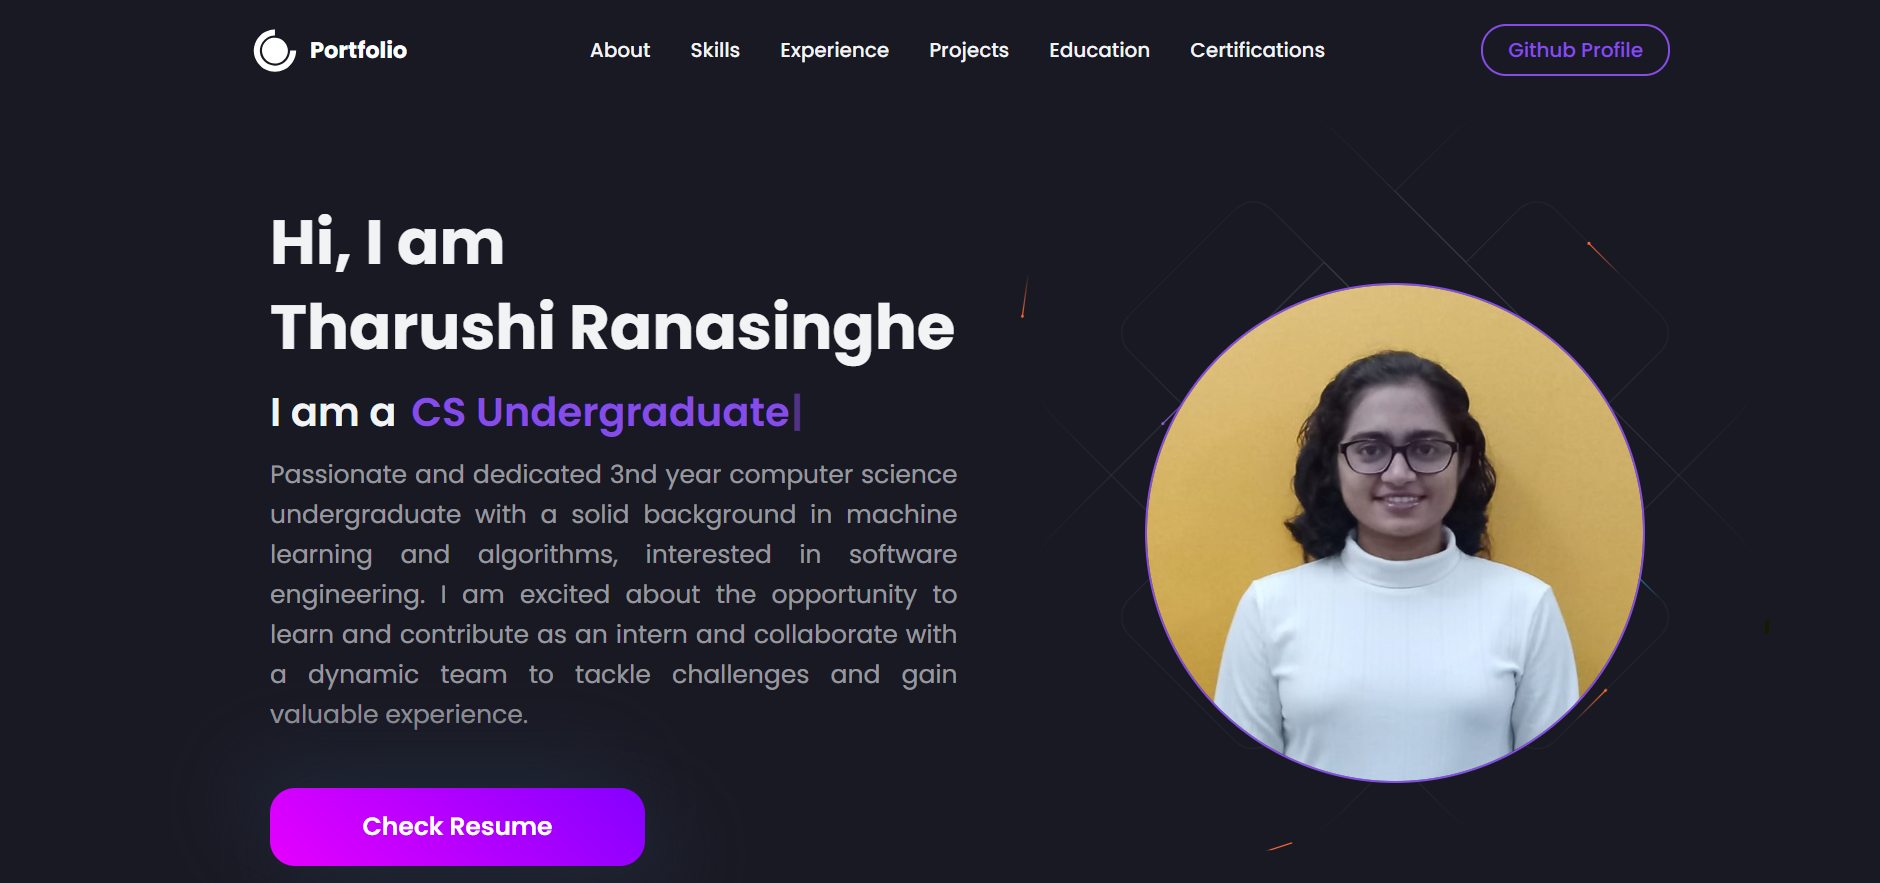 Portfolio
About Skills Experience Projects Education Certifications
Github Profile
Hi, I am
Tharushi Ranasinghe
I am a CS Undergraduate|
Passionate and dedicated 3nd year computer science
undergraduate with a solid background in machine
learning and algorithms, interested in software
engineering. I am excited about the opportunity to
learn and contribute as an intern and collaborate with
a dynamic team to tackle challenges and gain
valuable experience.
Check Resume